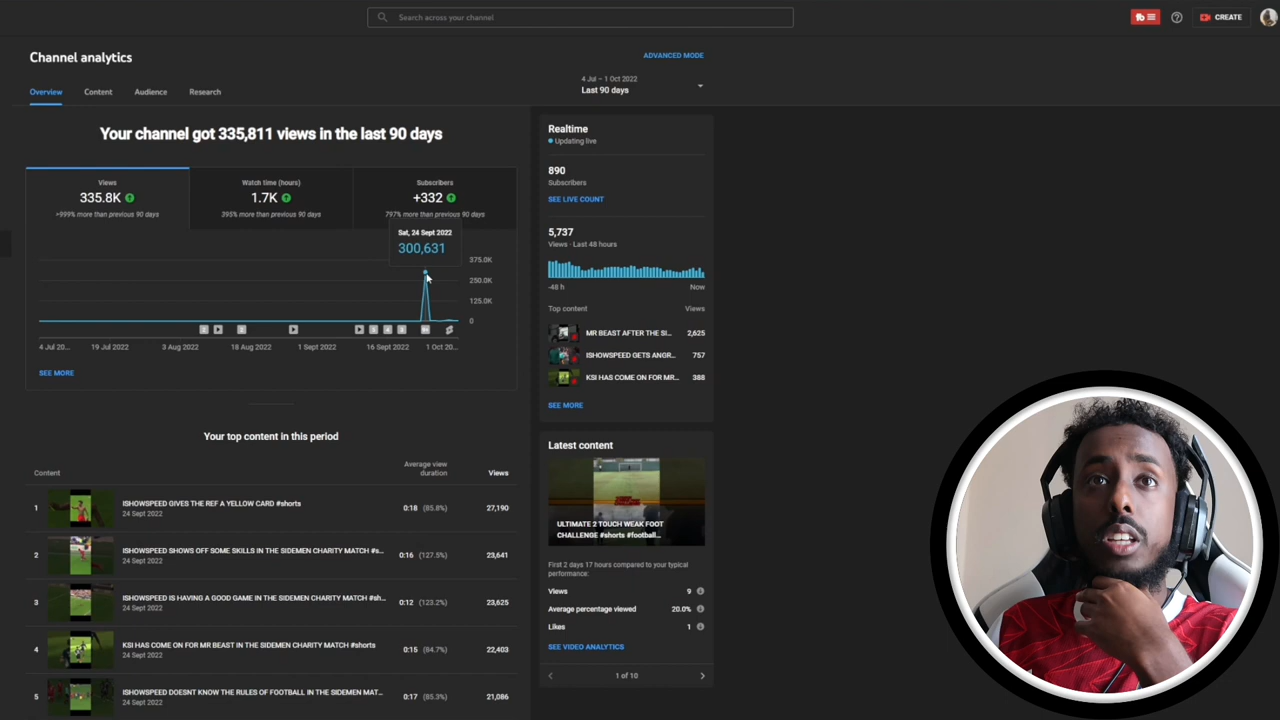 Search across your channel
CREATE
Channel analytics
ADVANCED MODE
4 Jul – 1 Oct 2022
Last 90 days
Overview
Content
Audience
Research
Your channel got 335,811 views in the last 90 days
Views
335.8K
>999% more than previous 90 days
Watch time (hours)
1.7K
395% more than previous 90 days
Subscribers
+332
797% more than previous 90 days
Sat, 24 Sept 2022
300,631
375.0K
250.0K
125.0K
0
4 Jul 20...
19 Jul 2022
3 Aug 2022
18 Aug 2022
1 Sept 2022
16 Sept 2022
1 Oct 20...
SEE MORE
Your top content in this period
Content
Average view
duration
Views
1
ISHOWSPEED GIVES THE REF A YELLOW CARD #shorts
24 Sept 2022
0:18 (85.8%)
27,190
2
ISHOWSPEED SHOWS OFF SOME SKILLS IN THE SIDEMEN CHARITY MATCH #s...
24 Sept 2022
0:16 (127.5%)
23,641
3
ISHOWSPEED IS HAVING A GOOD GAME IN THE SIDEMEN CHARITY MATCH #sh...
24 Sept 2022
0:12 (123.2%)
23,625
4
KSI HAS COME ON FOR MR BEAST IN THE SIDEMEN CHARITY MATCH #shorts
24 Sept 2022
0:15 (84.7%)
22,403
5
ISHOWSPEED DOESNT KNOW THE RULES OF FOOTBALL IN THE SIDEMEN MAT...
24 Sept 2022
0:17 (85.3%)
21,086
Realtime
Updating live
890
Subscribers
SEE LIVE COUNT
5,737
Views · Last 48 hours
-48 h
Now
Top content
Views
MR BEAST AFTER THE SI...
2,625
ISHOWSPEED GETS ANGR...
757
KSI HAS COME ON FOR MR...
388
SEE MORE
Latest content
ULTIMATE 2 TOUCH WEAK FOOT
CHALLENGE #shorts #football...
First 2 days 17 hours compared to your typical
performance:
Views
9
Average percentage viewed
20.0%
Likes
1
SEE VIDEO ANALYTICS
1 of 10